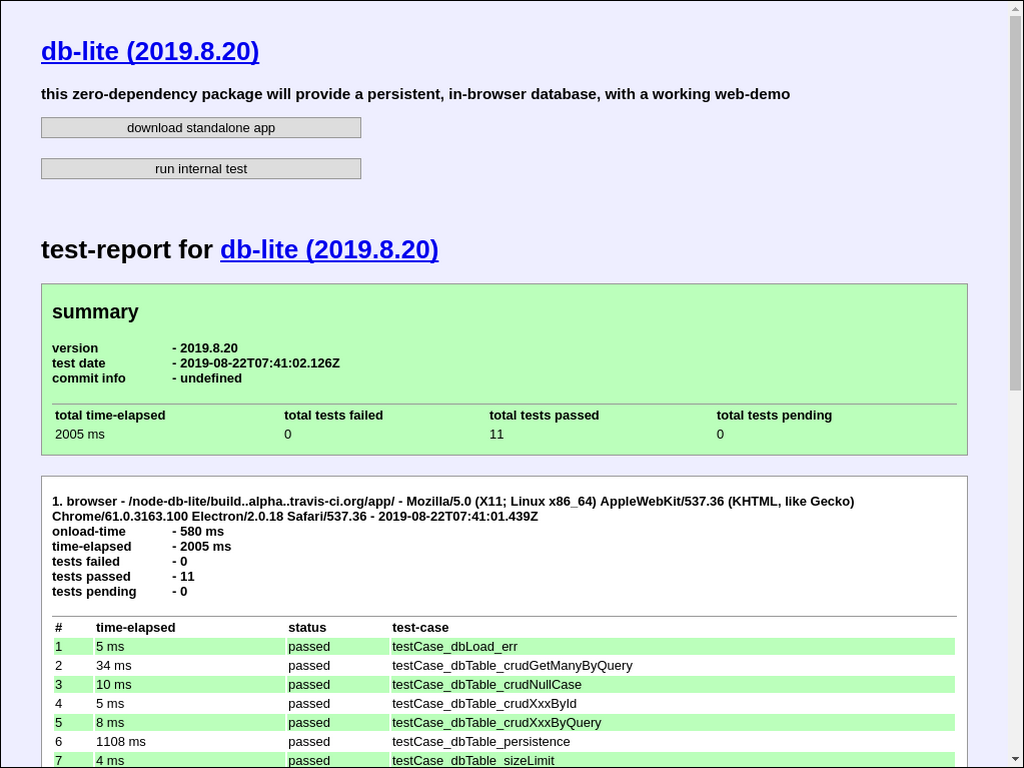 db-lite (2019.8.20)
this zero-dependency package will provide a persistent, in-browser database, with a working web-demo
download standalone app
run internal test
test-report for db-lite (2019.8.20)
summary
version - 2019.8.20
test date - 2019-08-22T07:41:02.126Z
commit info - undefined
total time-elapsed total tests failed total tests passed total tests pending
2005 ms 0 11 0
1. browser - /node-db-lite/build..alpha..travis-ci.org/app/ - Mozilla/5.0 (X11; Linux x86_64) AppleWebKit/537.36 (KHTML, like Gecko)
Chrome/61.0.3163.100 Electron/2.0.18 Safari/537.36 - 2019-08-22T07:41:01.439Z
onload-time - 580 ms
time-elapsed - 2005 ms
tests failed - 0
tests passed - 11
tests pending - 0
# time-elapsed status test-case
1 5 ms passed testCase_dbLoad_err
2 34 ms passed testCase_dbTable_crudGetManyByQuery
3 10 ms passed testCase_dbTable_crudNullCase
4 5 ms passed testCase_dbTable_crudXxxById
5 8 ms passed testCase_dbTable_crudXxxByQuery
6 1108 ms passed testCase_dbTable_persistence
7 4 ms passed testCase_dbTable_sizeLimit